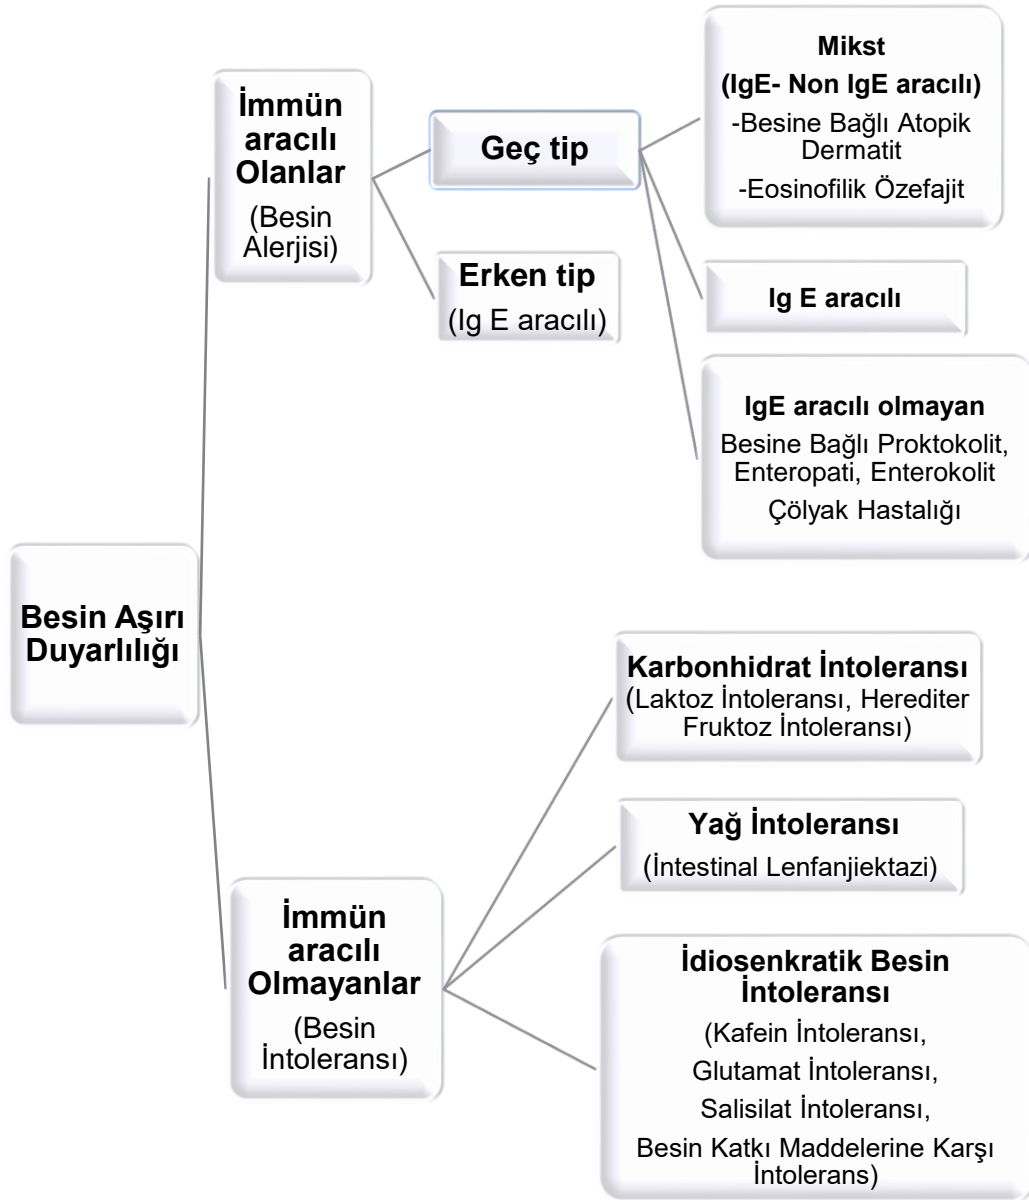 Mikst
(IgE- Non IgE aracılı)
-Besine Bağlı Atopik
Dermatit
-Eosinofilik Özefajit
İmmün
aracılı
Olanlar
(Besin
Alerjisi)
Geç tip
Erken tip
(Ig E aracılı)
Ig E aracılı
IgE aracılı olmayan
Besine Bağlı Proktokolit,
Enteropati, Enterokolit
Çölyak Hastalığı
Besin Aşırı
Duyarlılığı
Karbonhidrat İntoleransı
(Laktoz İntoleransı, Herediter
Fruktoz İntoleransı)
Yağ İntoleransı
(İntestinal Lenfanjiektazi)
İmmün
aracılı
Olmayanlar
(Besin
İntoleransı)
İdiosenkratik Besin
İntoleransı
(Kafein İntoleransı,
Glutamat İntoleransı,
Salisilat İntoleransı,
Besin Katkı Maddelerine Karşı
İntolerans)